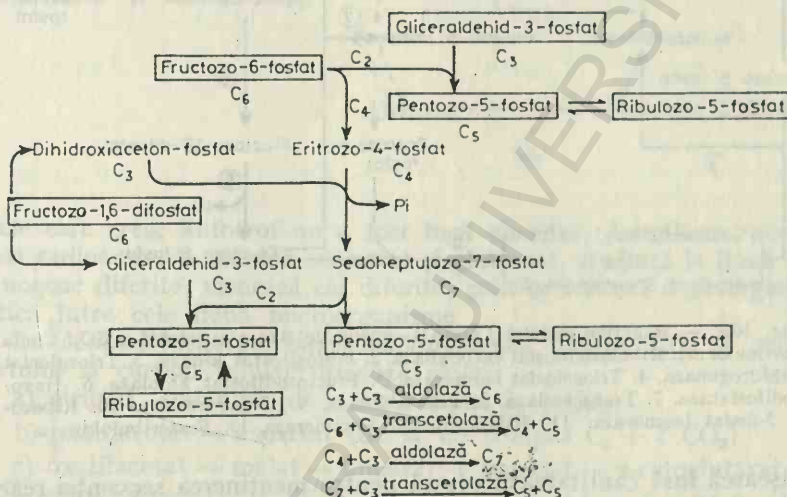 Gliceraldehid-3-fosfat
C2
C3
Fructozo-6-fosfat
C6
C4
Pentozo-5-fosfat
Ribulozo-5-fosfat
C5
Dihidroxiaceton-fosfat
Eritrozo-4-fosfat
C3
C4
Fructozo-1,6-difosfat
Pi
C6
Gliceraldehid-3-fosfat
Sedoheptulozo-7-fosfat
C3
C2
C7
Pentozo-5-fosfat
Pentozo-5-fosfat
Ribulozo-5-fosfat
C5
C5
Ribulozo-5-fosfat
C3+C3 aldolază C6
C6+C3 transcetolază C4+C5
C4+C3 aldolază C7
C7+C3 transcetolază C5+C5